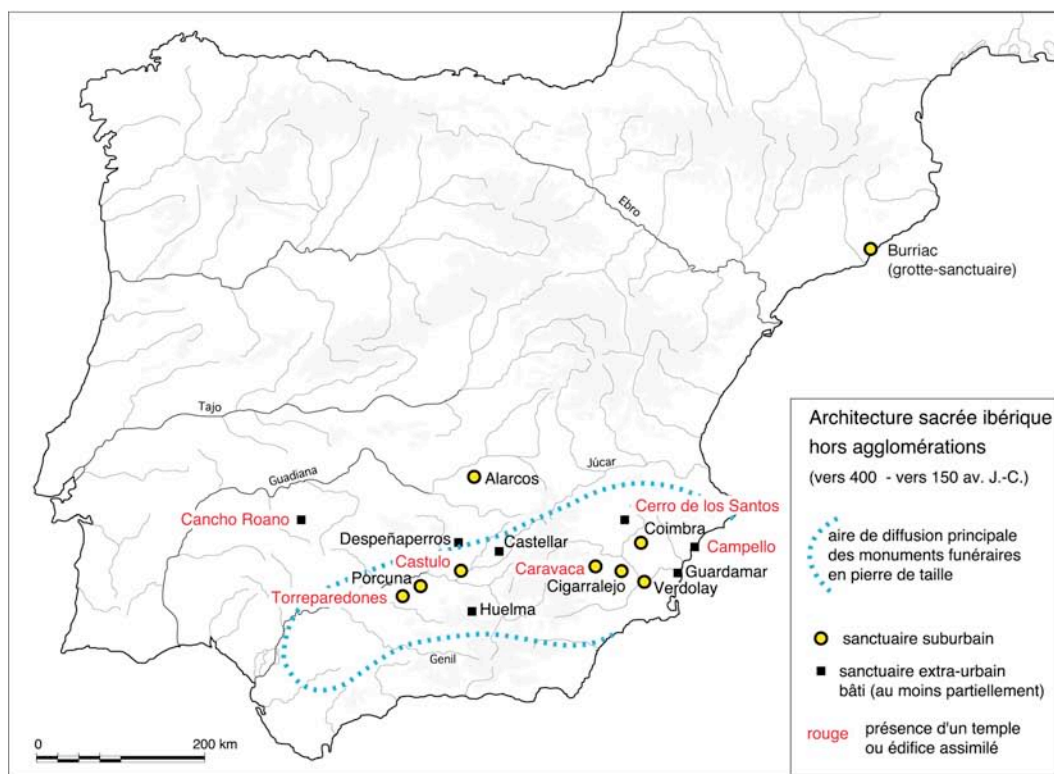 Ebro
Burriac
(grotte-sanctuaire)
Tajo
Guadiana
Alarcos
Júcar
Cancho Roano
Cerro de los Santos
Coimbra
Despeñaperros
Castellar
Campello
Castulo
Caravaca
Guardamar
Porcuna
Cigarralejo
Verdolay
Torreparedones
Huelma
Genil
0 200 km
Architecture sacrée ibérique
hors agglomérations
(vers 400 - vers 150 av. J.-C.)
aire de diffusion principale
des monuments funéraires
en pierre de taille
sanctuaire suburbain
sanctuaire extra-urbain
bâti (au moins partiellement)
rouge présence d'un temple
ou édifice assimilé